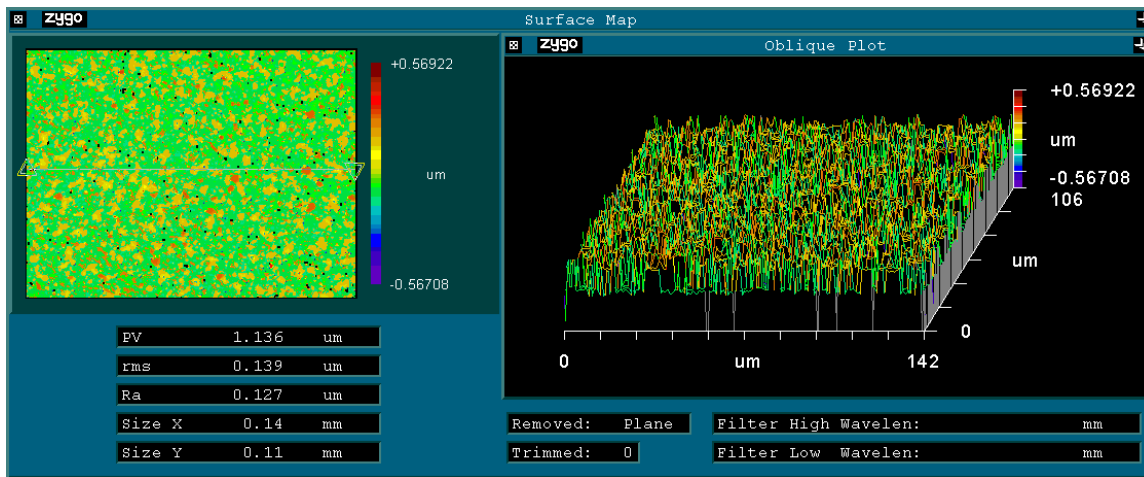 zygo Surface Map
+0.56922
um
-0.56708
zygo Oblique Plot
+0.56922
um
-0.56708
106
um
0
0 um 142
PV 1.136 um
rms 0.139 um
Ra 0.127 um
Size X 0.14 mm
Size Y 0.11 mm
Removed: Plane
Trimmed: 0
Filter High Wavelen: mm
Filter Low Wavelen: mm